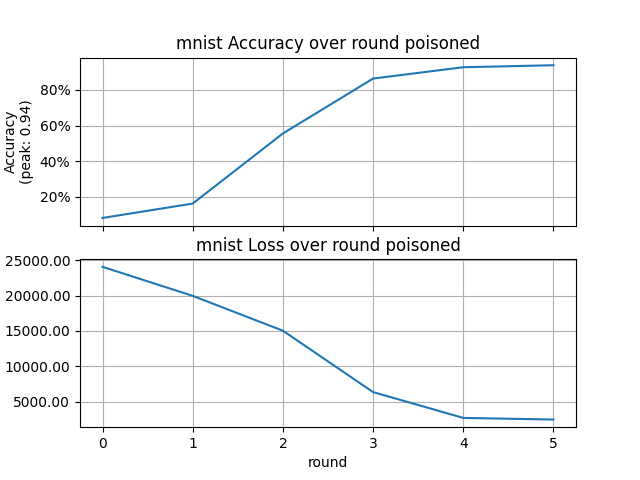 mnist Accuracy over round poisoned
Accuracy
(peak: 0.94)
80%
60%
40%
20%
mnist Loss over round poisoned
25000.00
20000.00
15000.00
10000.00
5000.00
0 1 2 3 4 5
round